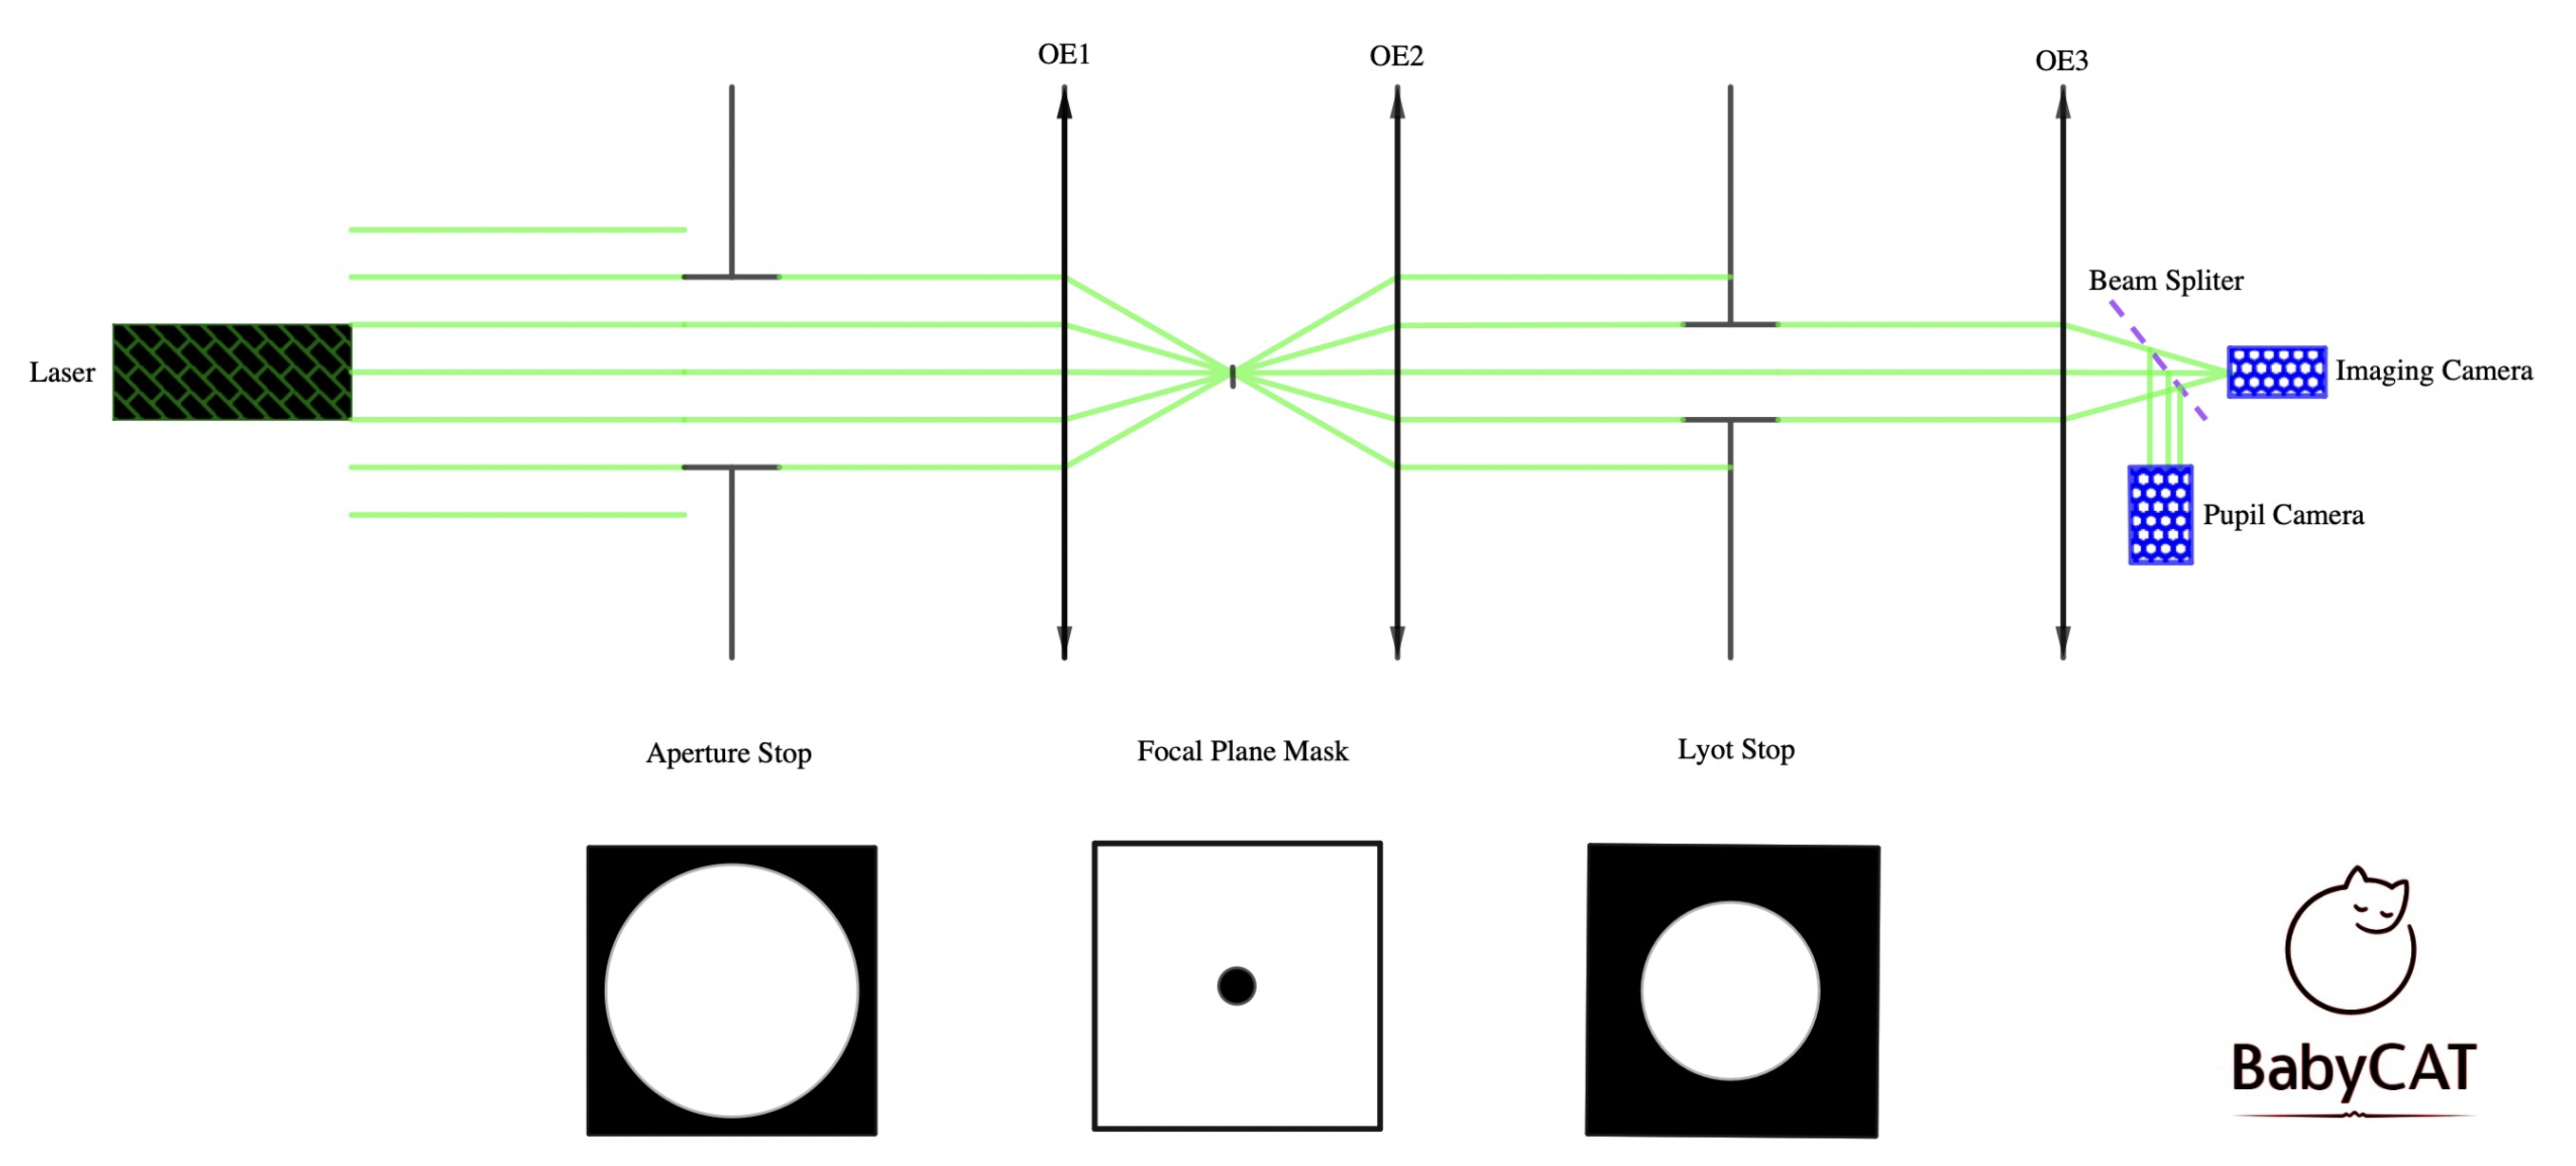 OE1
OE2
OE3
Beam Spliter
Laser
Imaging Camera
Pupil Camera
Aperture Stop
Focal Plane Mask
Lyot Stop
BabyCAT